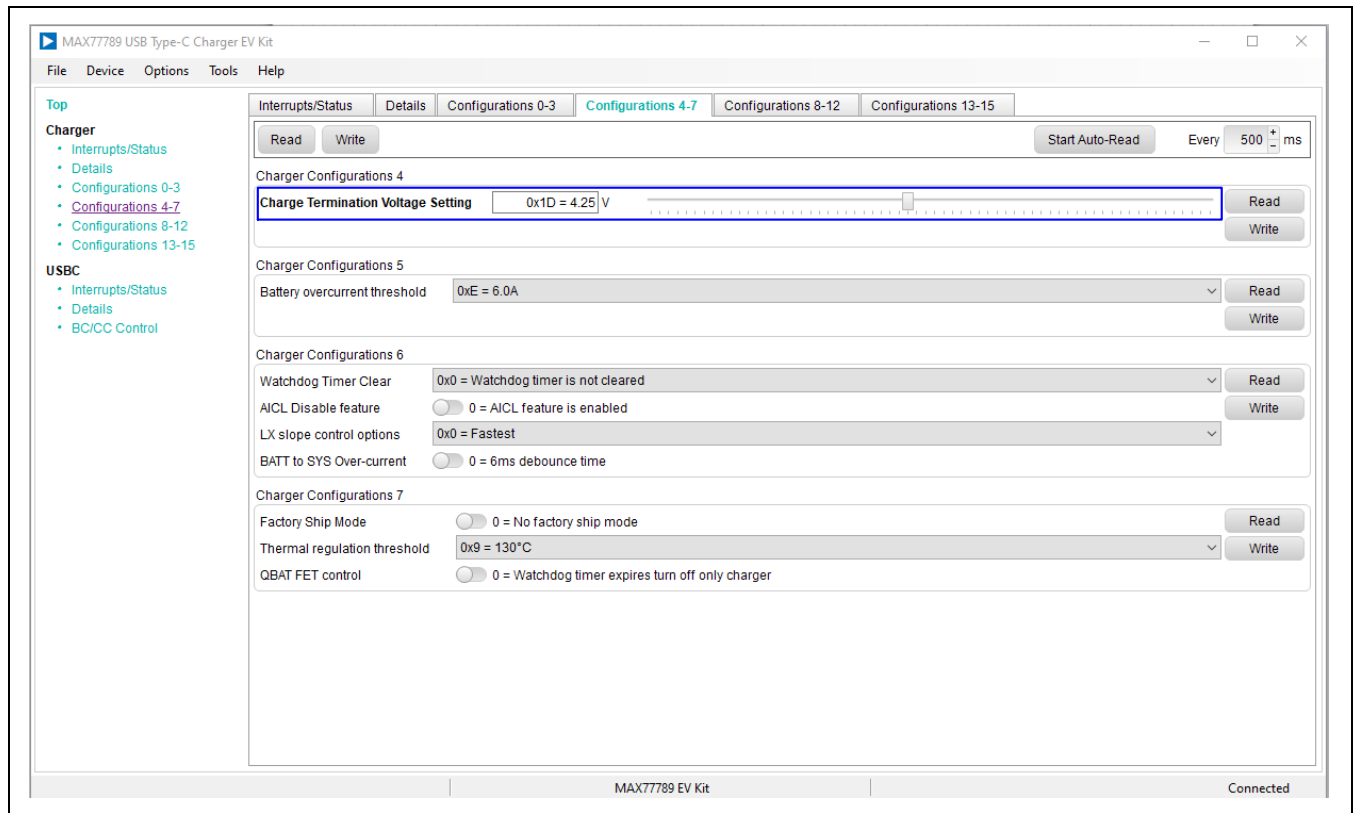 MAX77789 USB Type-C Charger EV Kit
File Device Options Tools Help
Top
Charger
• Interrupts/Status
• Details
• Configurations 0-3
• Configurations 4-7
• Configurations 8-12
• Configurations 13-15
USBC
• Interrupts/Status
• Details
• BC/CC Control
Interrupts/Status Details Configurations 0-3 Configurations 4-7 Configurations 8-12 Configurations 13-15
Read Write Start Auto-Read Every 500 ms
Charger Configurations 4
Charge Termination Voltage Setting 0x1D = 4.25 V Read
Write
Charger Configurations 5
Battery overcurrent threshold 0xE = 6.0A Read
Write
Charger Configurations 6
Watchdog Timer Clear 0x0 = Watchdog timer is not cleared Read
AICL Disable feature 0 = AICL feature is enabled Write
LX slope control options 0x0 = Fastest
BATT to SYS Over-current 0 = 6ms debounce time
Charger Configurations 7
Factory Ship Mode 0 = No factory ship mode Read
Thermal regulation threshold 0x9 = 130°C Write
QBAT FET control 0 = Watchdog timer expires turn off only charger
MAX77789 EV Kit Connected